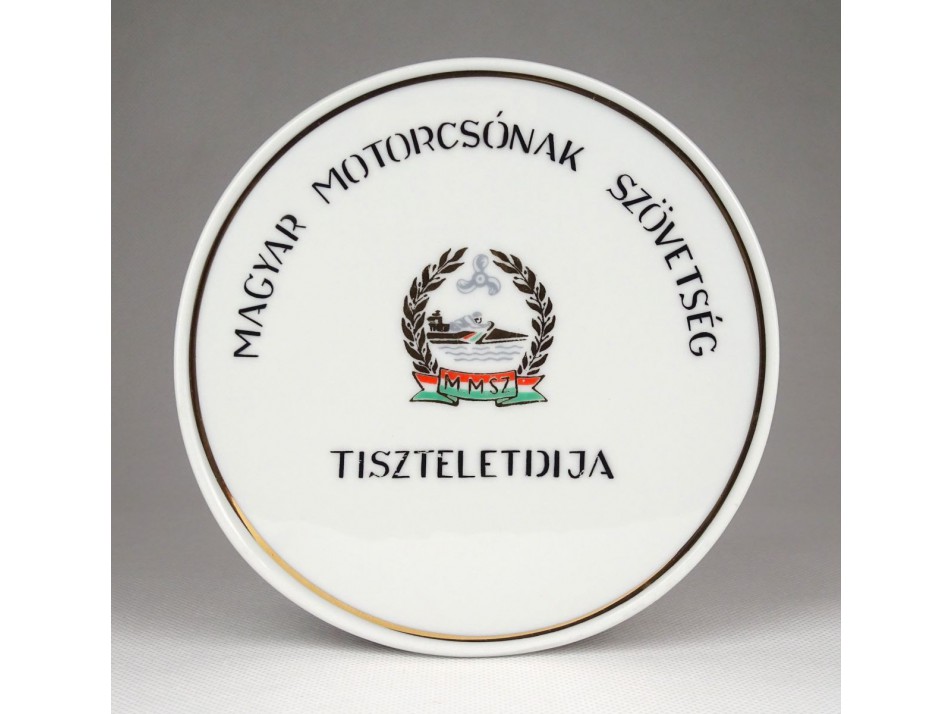 MAGYAR MOTORCSÓNAK SZÖVETSÉG
MMSZ
TISZTELETDIJA